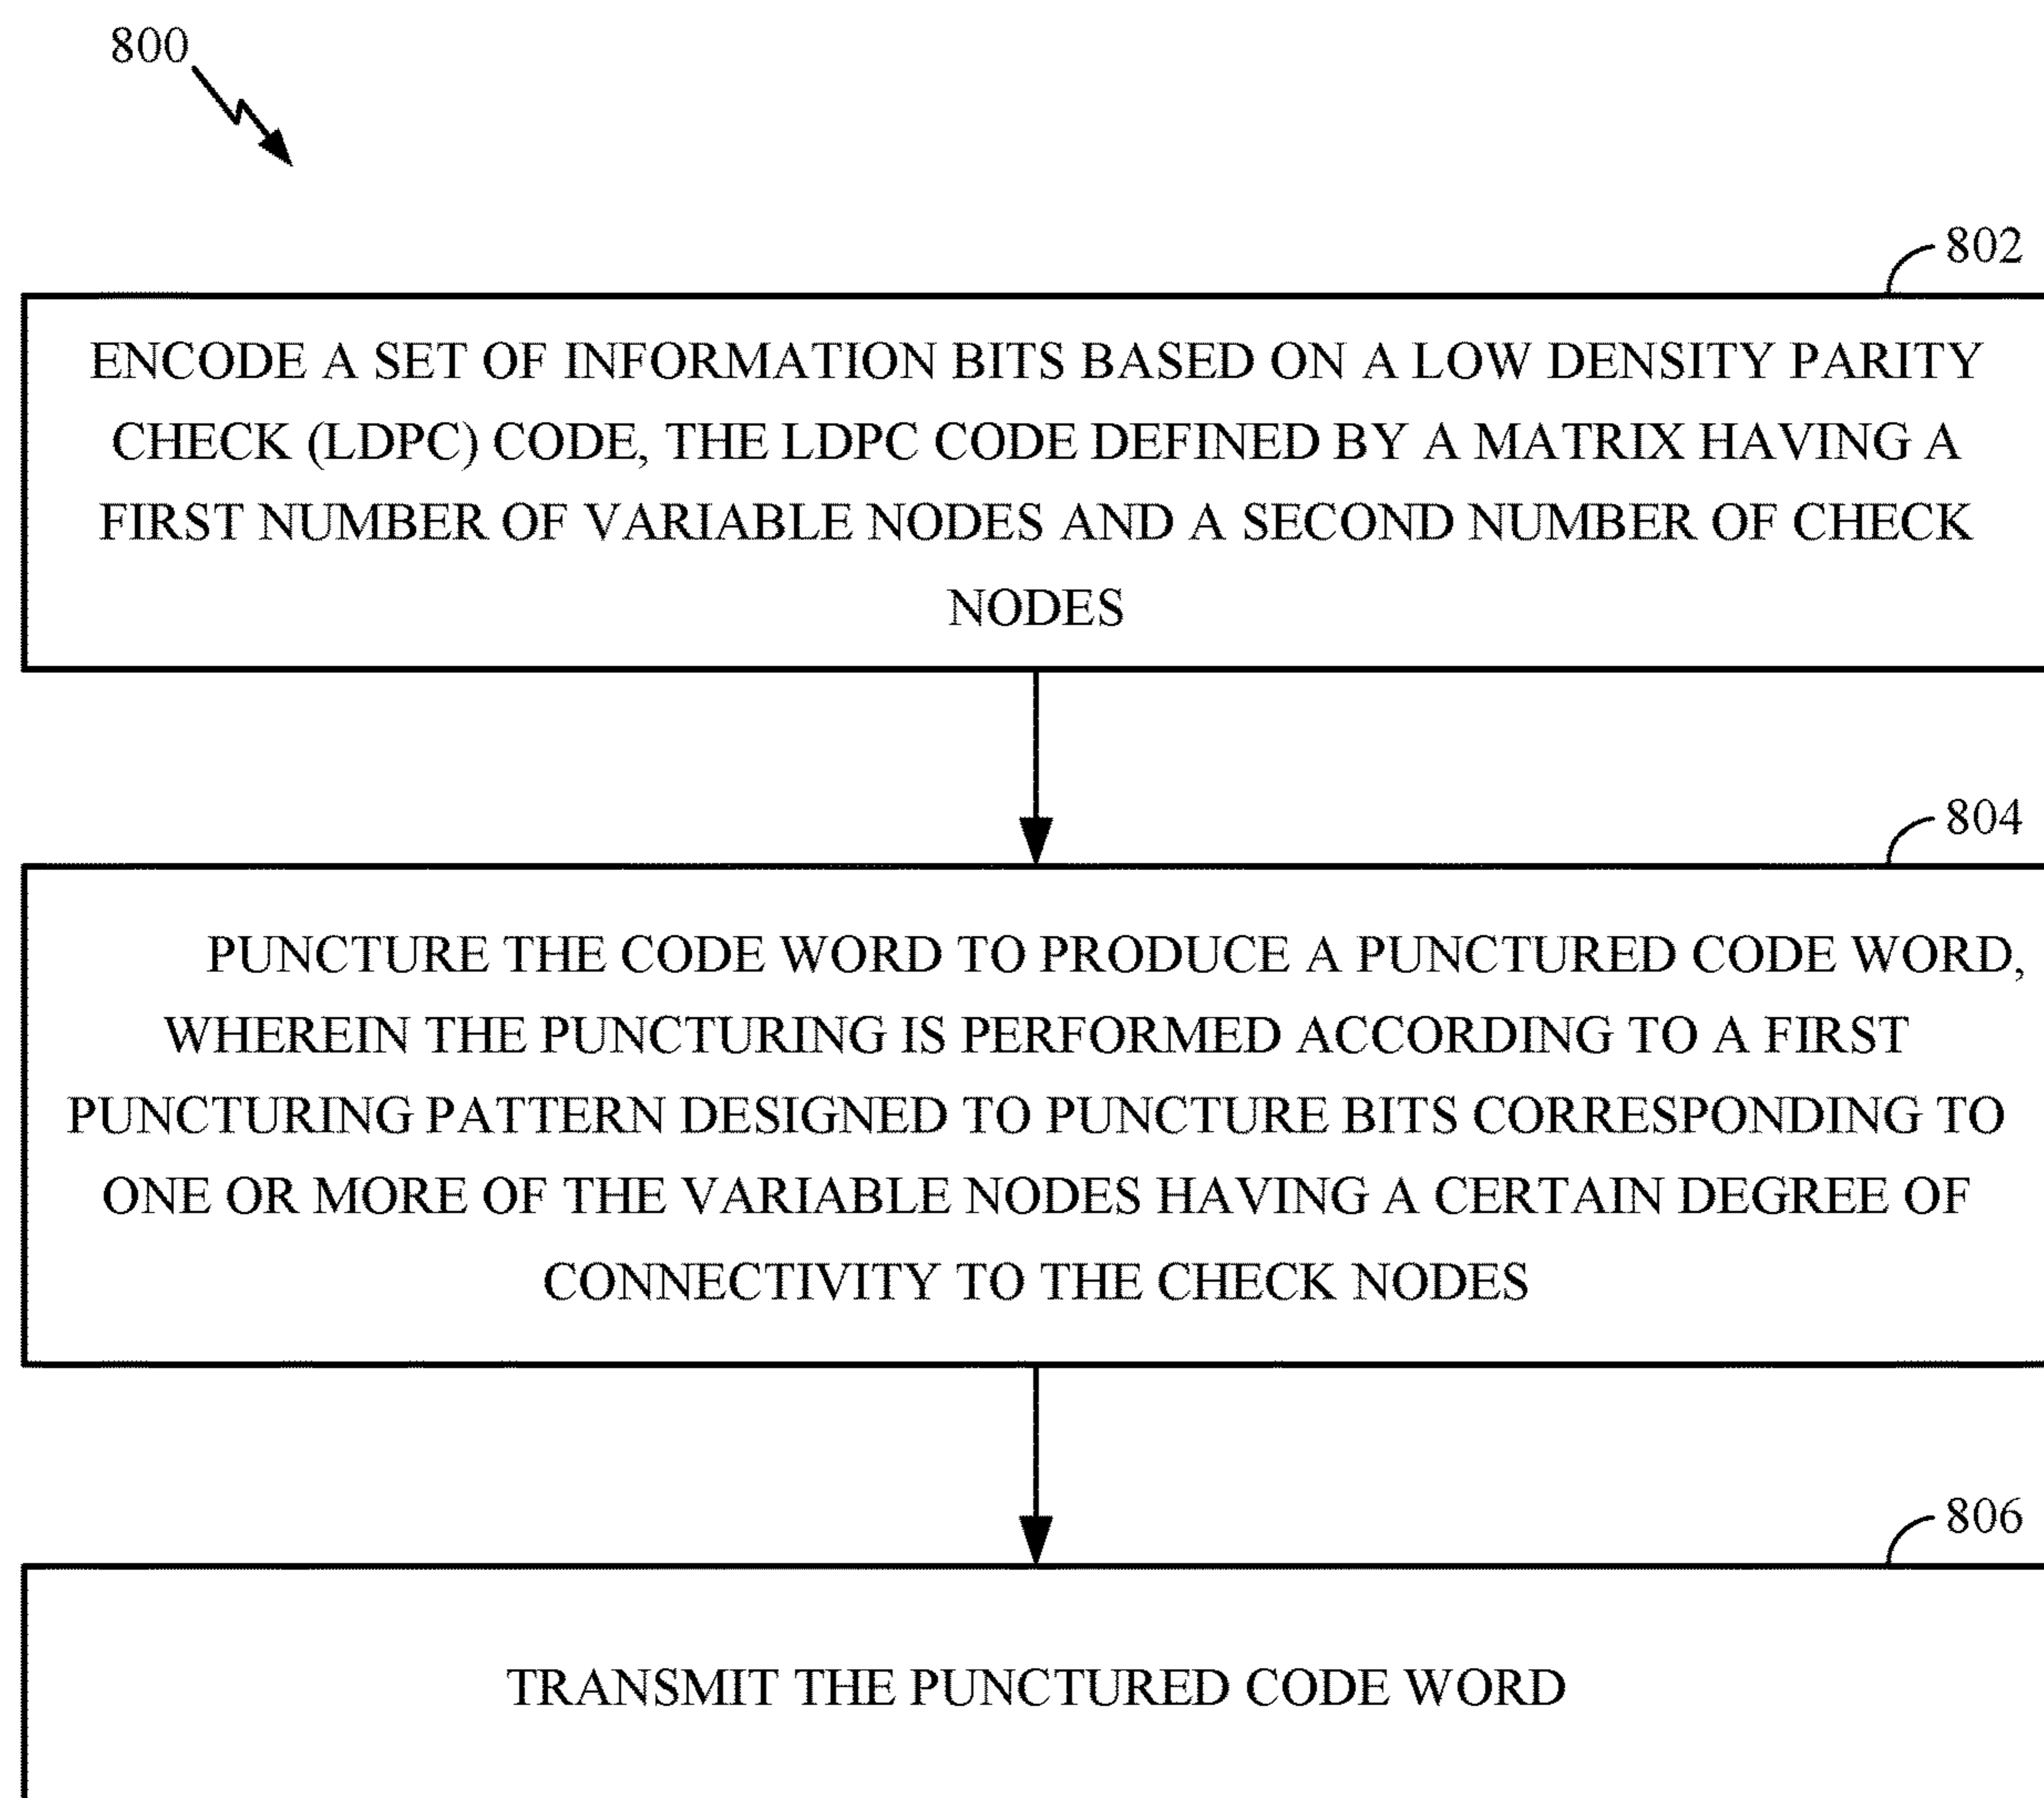 800
802
ENCODE A SET OF INFORMATION BITS BASED ON A LOW DENSITY PARITY
CHECK (LDPC) CODE, THE LDPC CODE DEFINED BY A MATRIX HAVING A
FIRST NUMBER OF VARIABLE NODES AND A SECOND NUMBER OF CHECK
NODES
804
PUNCTURE THE CODE WORD TO PRODUCE A PUNCTURED CODE WORD,
WHEREIN THE PUNCTURING IS PERFORMED ACCORDING TO A FIRST
PUNCTURING PATTERN DESIGNED TO PUNCTURE BITS CORRESPONDING TO
ONE OR MORE OF THE VARIABLE NODES HAVING A CERTAIN DEGREE OF
CONNECTIVITY TO THE CHECK NODES
806
TRANSMIT THE PUNCTURED CODE WORD